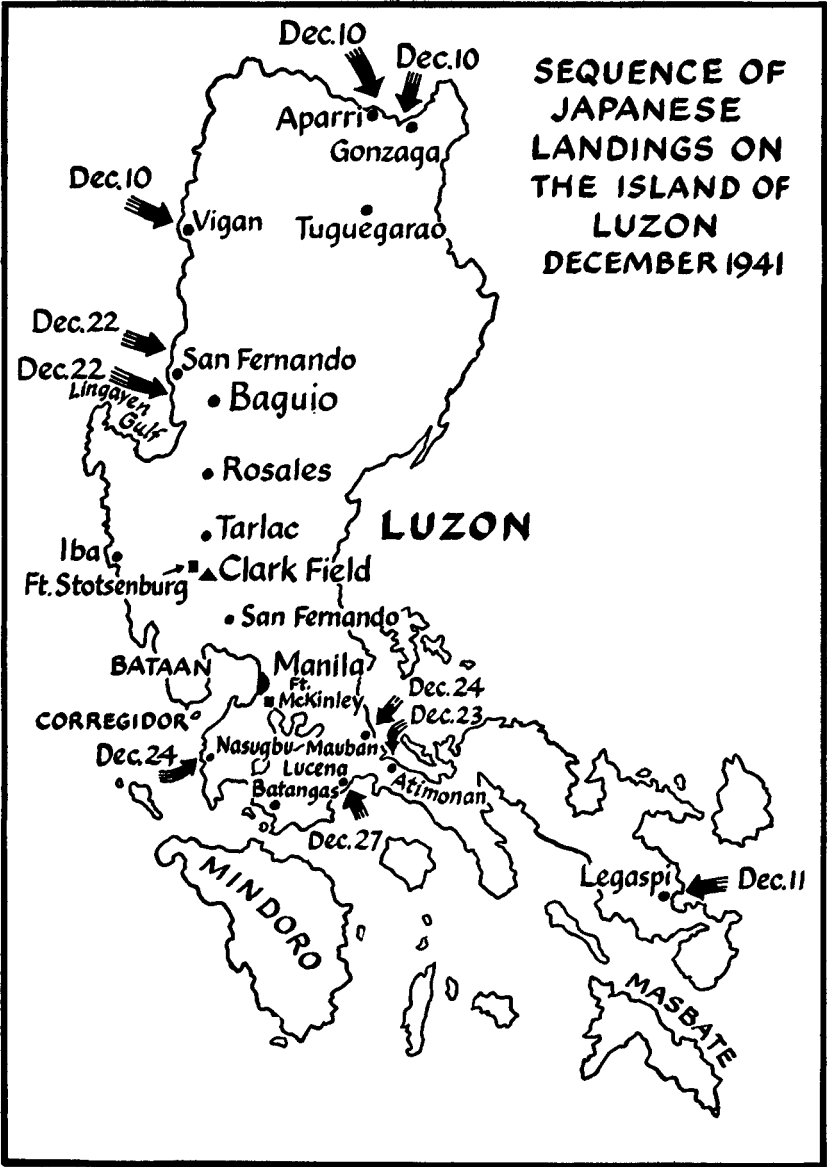 SEQUENCE OF
JAPANESE
LANDINGS ON
THE ISLAND OF
LUZON
DECEMBER 1941
Dec.10
Dec.10
Aparri
Gonzaga
Dec.10
Vigan
Tuguegarao
Dec.22
San Fernando
Dec.22
Lingayen
Gulf
Baguio
Rosales
Tarlac
LUZON
Iba
Clark Field
Ft.Stotsenburg
San Fernando
BATAAN
Manila
Ft.
McKinley
Dec.24
Dec.23
CORREGIDOR
Dec.24
Nasugbu
Mauban
Lucena
Batangas
Atimonan
Dec.27
MINDORO
Legaspi
Dec.11
MASBATE